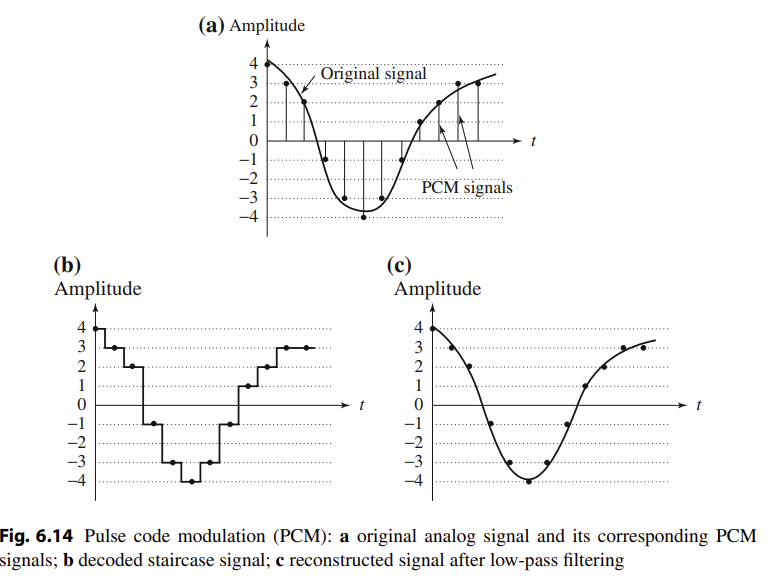 (a) Amplitude
4
3
2
1
0
−1
−2
−3
−4
Original signal
t
PCM signals
(b)
Amplitude
4
3
2
1
0
−1
−2
−3
−4
t
(c)
Amplitude
4
3
2
1
0
−1
−2
−3
−4
t
Fig. 6.14 Pulse code modulation (PCM): a original analog signal and its corresponding PCM
signals; b decoded staircase signal; c reconstructed signal after low-pass filtering